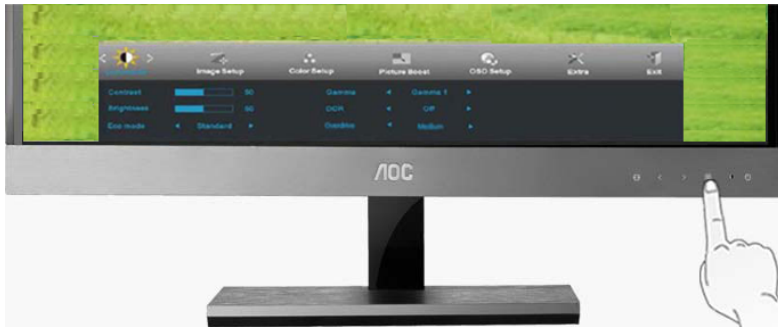 Image Setup Color Setup Picture Boost OSD Setup Extra Exit
Contrast 50 Gamma Gamma 1
Brightness 50 DCR Off
Eco mode Standard Overdrive Medium
AOC